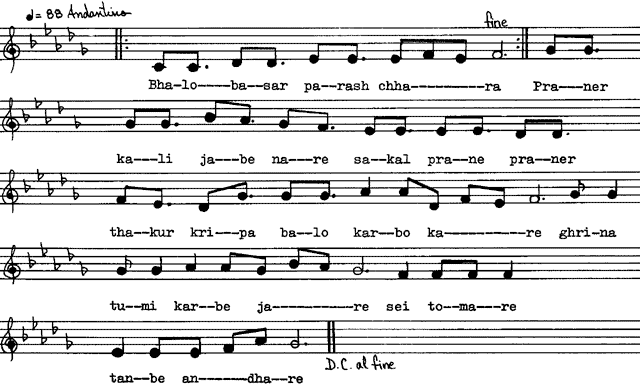 ♩= 88 Andantino
fine
Bha-lo----ba--sar pa--rash chha---------ra Pra---ner
ka---li ja---be na---re sa--kal pra--ne pra--ner
tha--kur kri--pa ba--lo kar--bo ka----------re ghri-na
tu--mi kar--be ja----------re sei to--ma---re
tan--be an-----dha--re
D.C. al fine